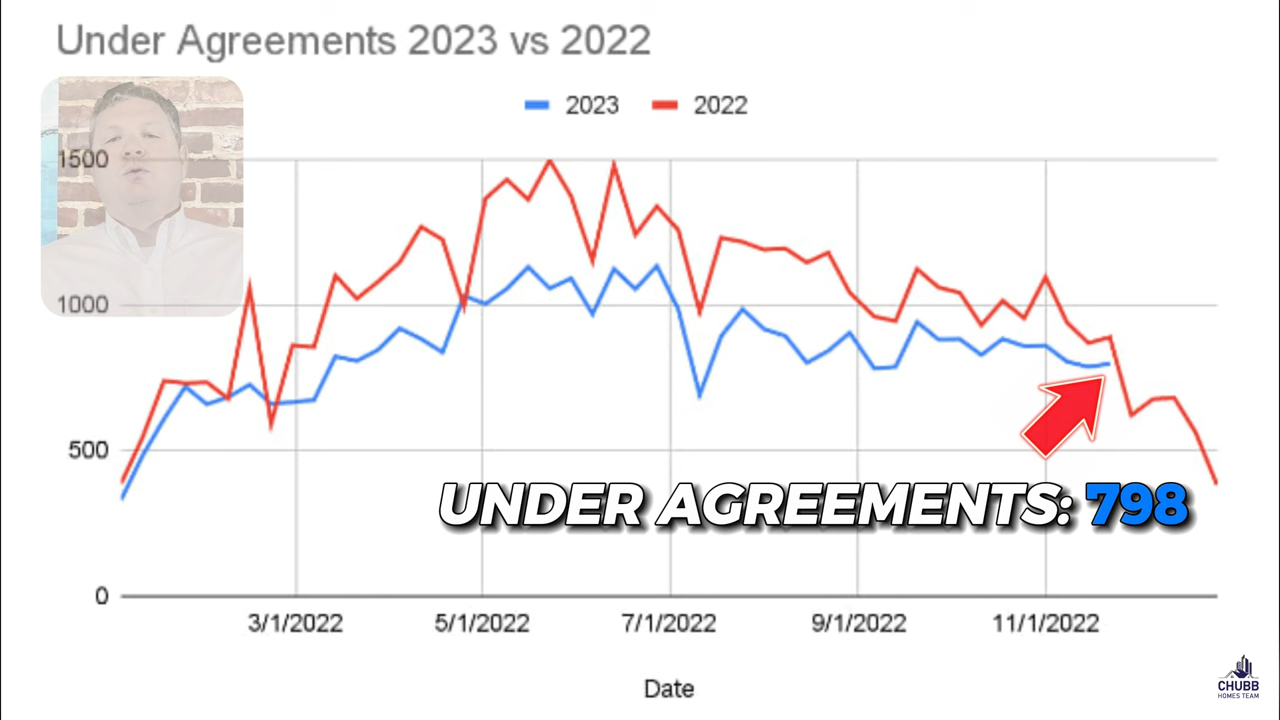 Under Agreements 2023 vs 2022
2023 2022
1500
1000
500
0
UNDER AGREEMENTS: 798
3/1/2022 5/1/2022 7/1/2022 9/1/2022 11/1/2022
Date
CHUBB
HOMES TEAM